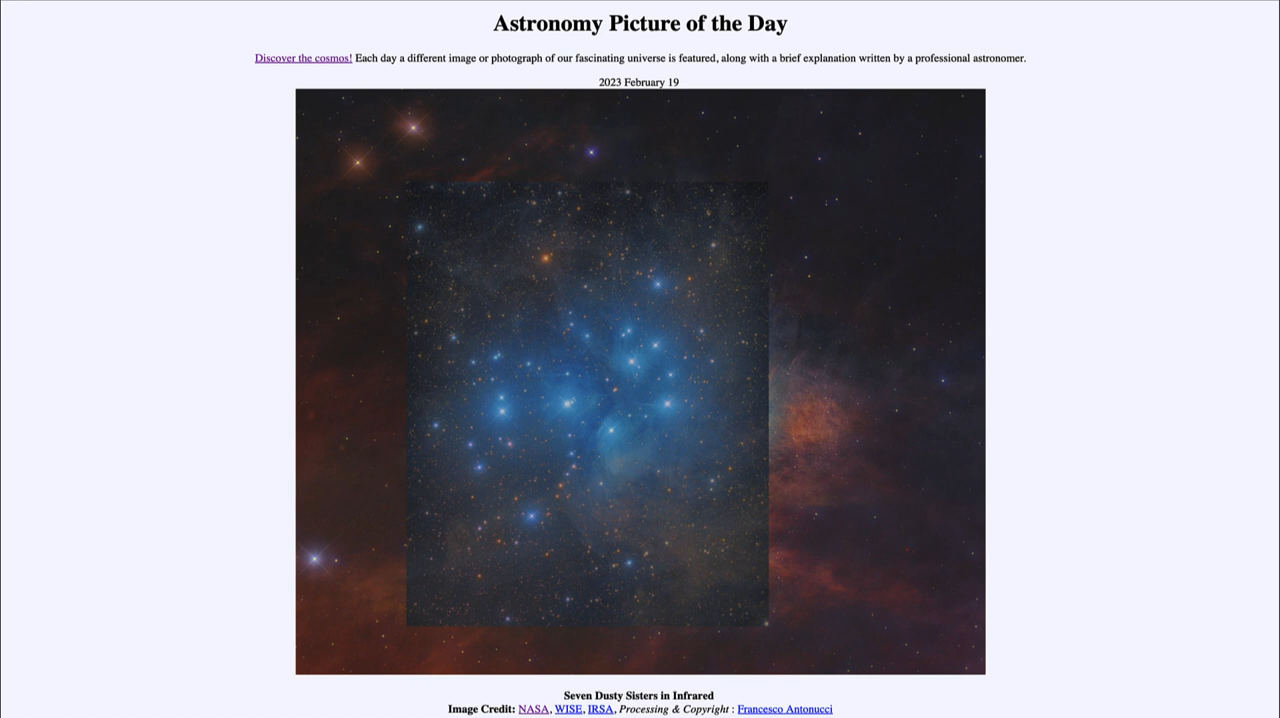 Astronomy Picture of the Day
Discover the cosmos! Each day a different image or photograph of our fascinating universe is featured, along with a brief explanation written by a professional astronomer.
2023 February 19
Seven Dusty Sisters in Infrared
Image Credit: NASA, WISE, IRSA, Processing & Copyright : Francesco Antonucci